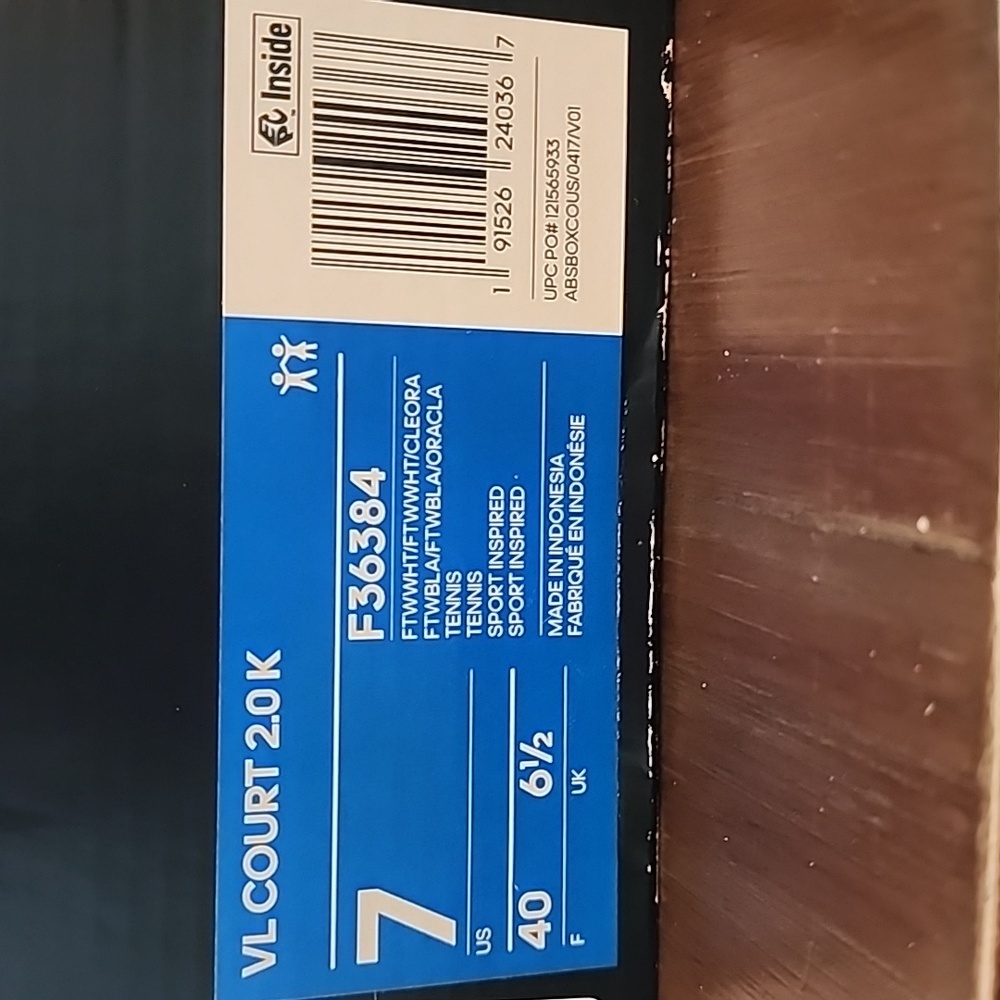 VL COURT 2.0 K
7
US
40
F
6½
UK
F36384
FTWWHT/FTWWHT/CLEORA
FTWBLA/FTWBLA/ORACLA
TENNIS
TENNIS
SPORT INSPIRED
SPORT INSPIRED
MADE IN INDONESIA
FABRIQUÉ EN INDONÉSIE
Inside
1 91526 24036 7
UPC PO# 121565933
ABSBOXCOUS/0417/V01